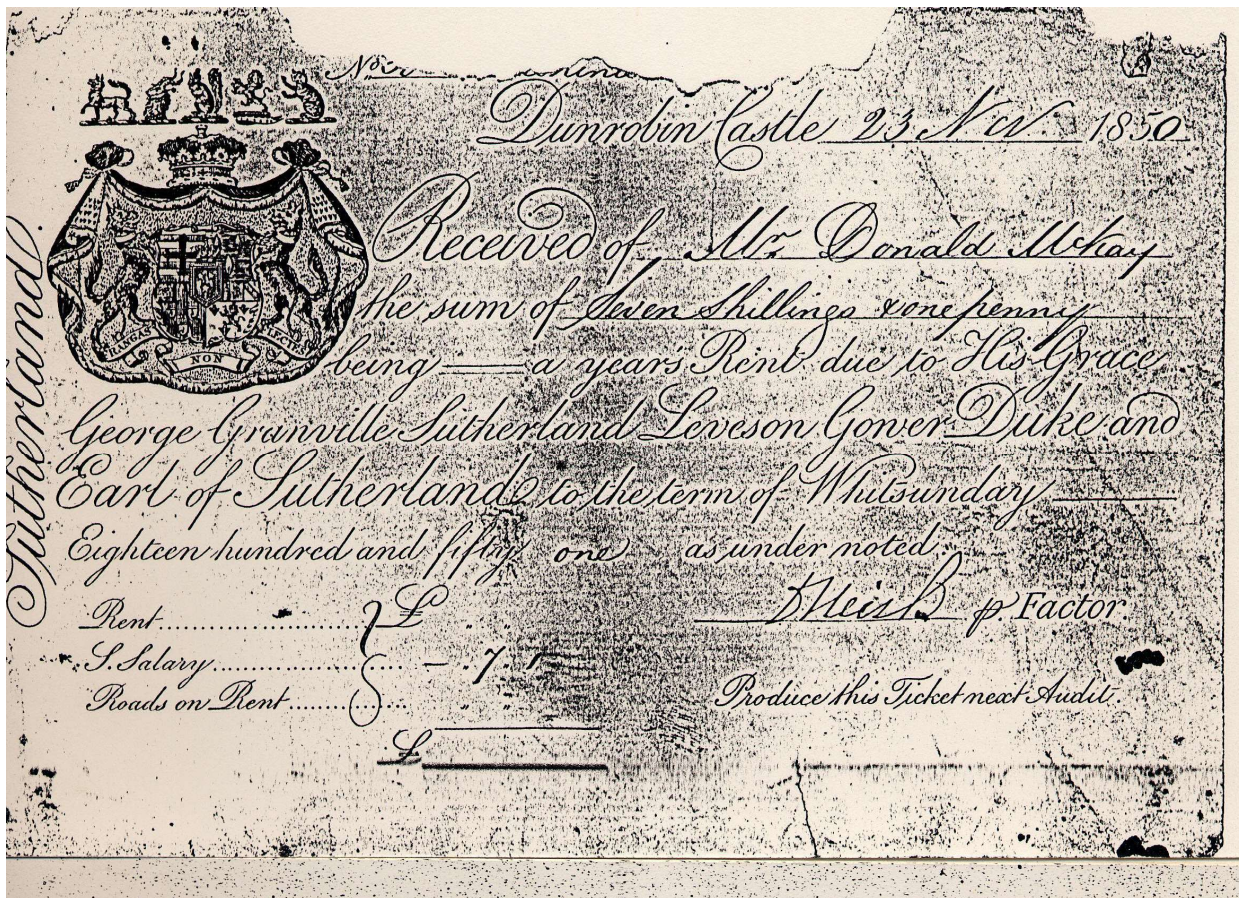 No
Dunrobin Castle 23 Nov. 1850
Received of Mr. Donald McKay
the sum of Seven Shillings & one penny
being a years Rent due to His Grace
George Granville Sutherland Leveson Gower Duke and
Earl of Sutherland to the term of Whitsunday
Eighteen hundred and fifty one as under noted.
p. Factor
Rent £ " "
S. Salary – . 7 .
Roads on Rent " "
£
Produce this Ticket next Audit.
NON
Sutherland.